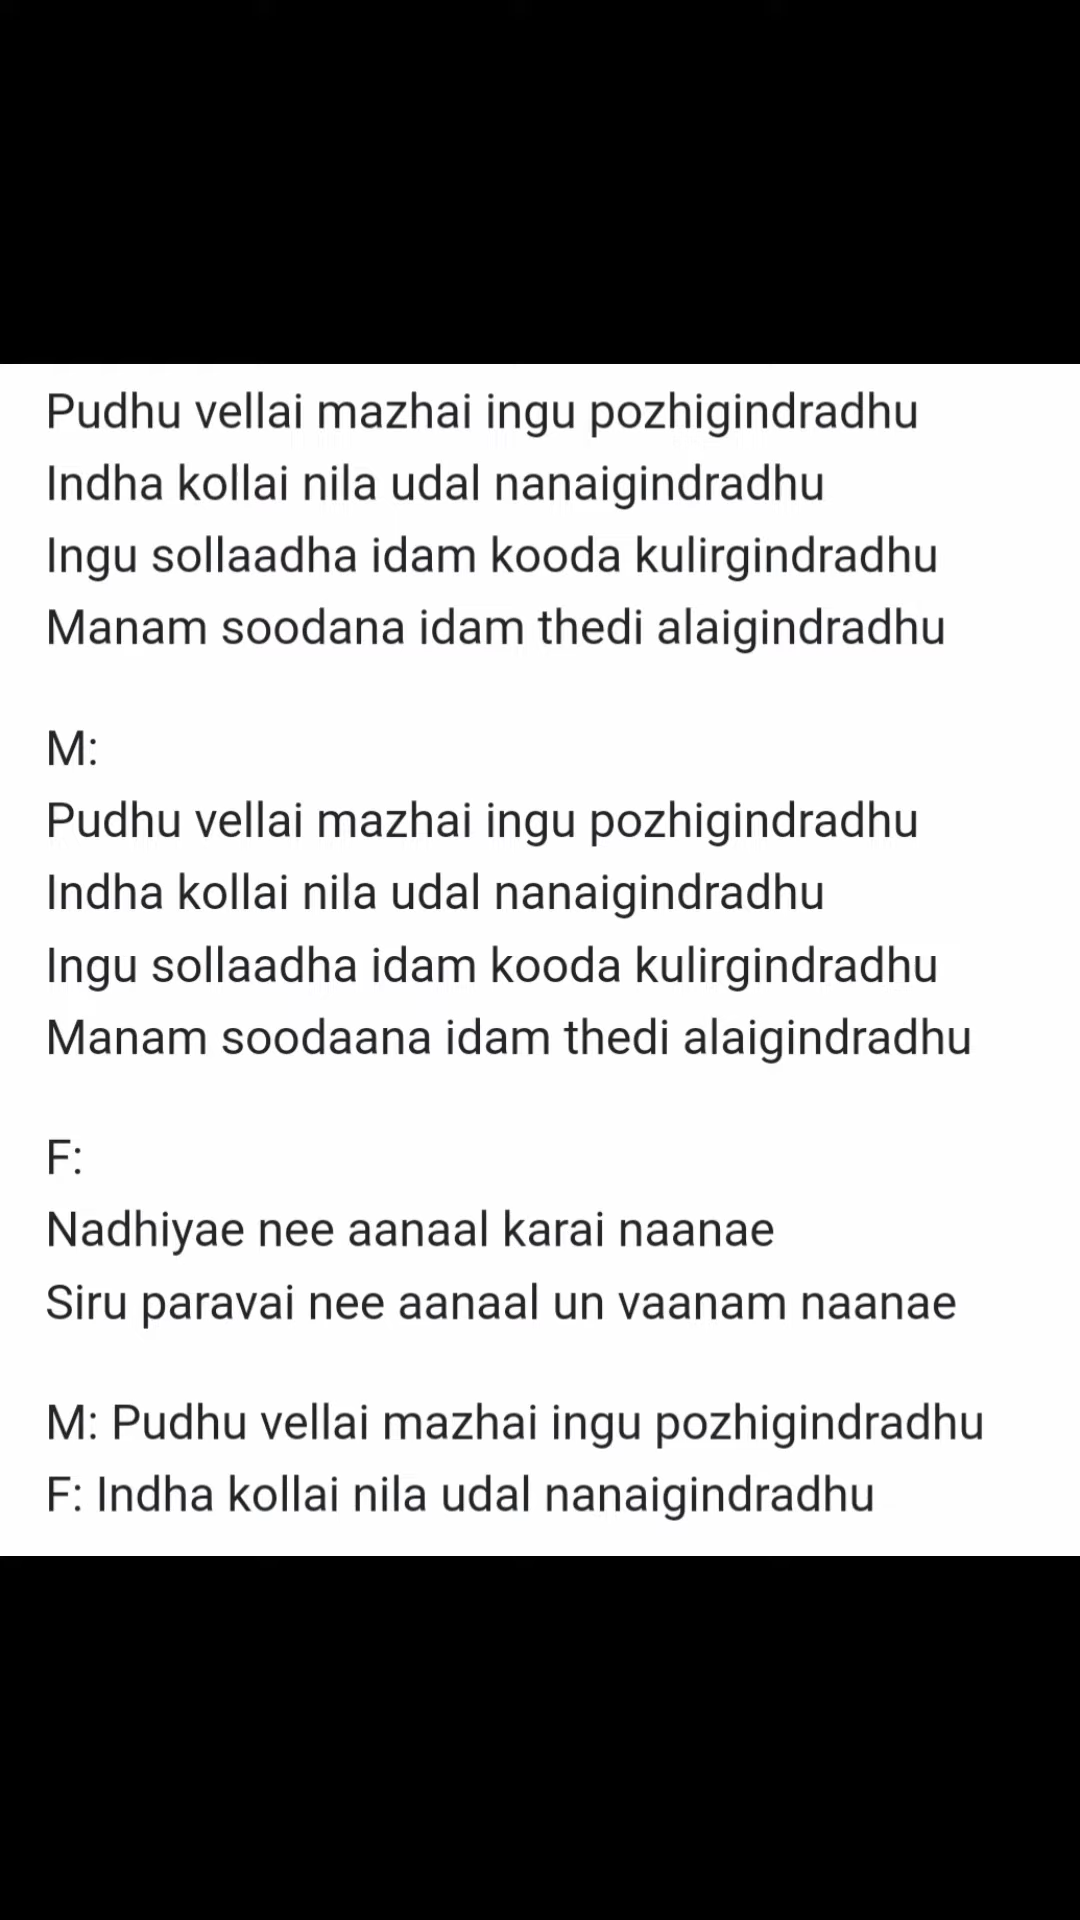 Pudhu vellai mazhai ingu pozhigindradhu
Indha kollai nila udal nanaigindradhu
Ingu sollaadha idam kooda kulirgindradhu
Manam soodana idam thedi alaigindradhu
M:
Pudhu vellai mazhai ingu pozhigindradhu
Indha kollai nila udal nanaigindradhu
Ingu sollaadha idam kooda kulirgindradhu
Manam soodaana idam thedi alaigindradhu
F:
Nadhiyae nee aanaal karai naanae
Siru paravai nee aanaal un vaanam naanae
M: Pudhu vellai mazhai ingu pozhigindradhu
F: Indha kollai nila udal nanaigindradhu